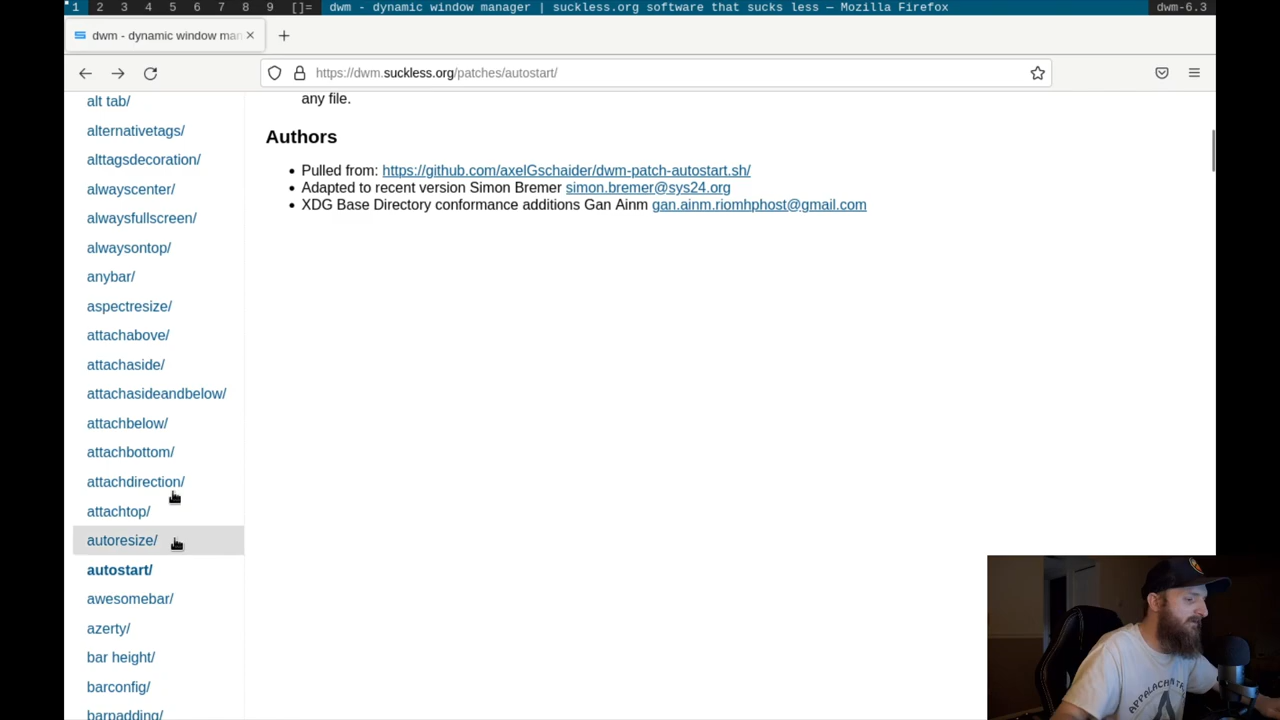 1 2 3 4 5 6 7 8 9 []= dwm - dynamic window manager | suckless.org software that sucks less — Mozilla Firefox dwm-6.3
dwm - dynamic window man
https://dwm.suckless.org/patches/autostart/
alt tab/
any file.
alternativetags/
Authors
alttagsdecoration/
Pulled from: https://github.com/axelGschaider/dwm-patch-autostart.sh/
alwayscenter/
Adapted to recent version Simon Bremer simon.bremer@sys24.org
XDG Base Directory conformance additions Gan Ainm gan.ainm.riomhphost@gmail.com
alwaysfullscreen/
alwaysontop/
anybar/
aspectresize/
attachabove/
attachaside/
attachasideandbelow/
attachbelow/
attachbottom/
attachdirection/
attachtop/
autoresize/
autostart/
awesomebar/
azerty/
bar height/
barconfig/
barpadding/